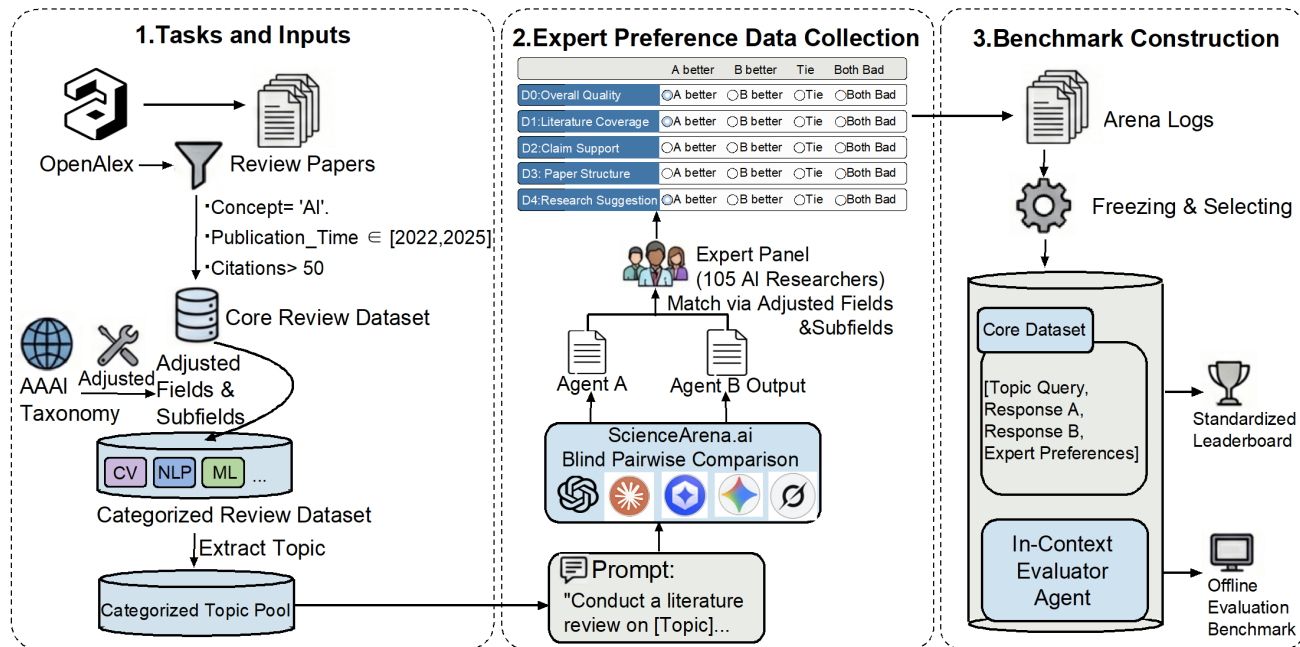 1.Tasks and Inputs
OpenAlex
Review Papers
·Concept= 'AI'.
·Publication_Time ∈ [2022,2025]
·Citations> 50
Core Review Dataset
AAAI
Taxonomy
Adjusted
Adjusted
Fields &
Subfields
CV
NLP
ML
...
Categorized Review Dataset
Extract Topic
Categorized Topic Pool
2.Expert Preference Data Collection
A better B better Tie Both Bad
D0:Overall Quality A better B better Tie Both Bad
D1:Literature Coverage A better B better Tie Both Bad
D2:Claim Support A better B better Tie Both Bad
D3: Paper Structure A better B better Tie Both Bad
D4:Research Suggestion A better B better Tie Both Bad
Expert Panel
(105 AI Researchers)
Match via Adjusted Fields
&Subfields
Agent A
Agent B Output
ScienceArena.ai
Blind Pairwise Comparison
Prompt:
"Conduct a literature
review on [Topic]...
3.Benchmark Construction
Arena Logs
Freezing & Selecting
Core Dataset
[Topic Query,
Response A,
Response B,
Expert Preferences]
Standardized
Leaderboard
In-Context
Evaluator
Agent
Offline
Evaluation
Benchmark